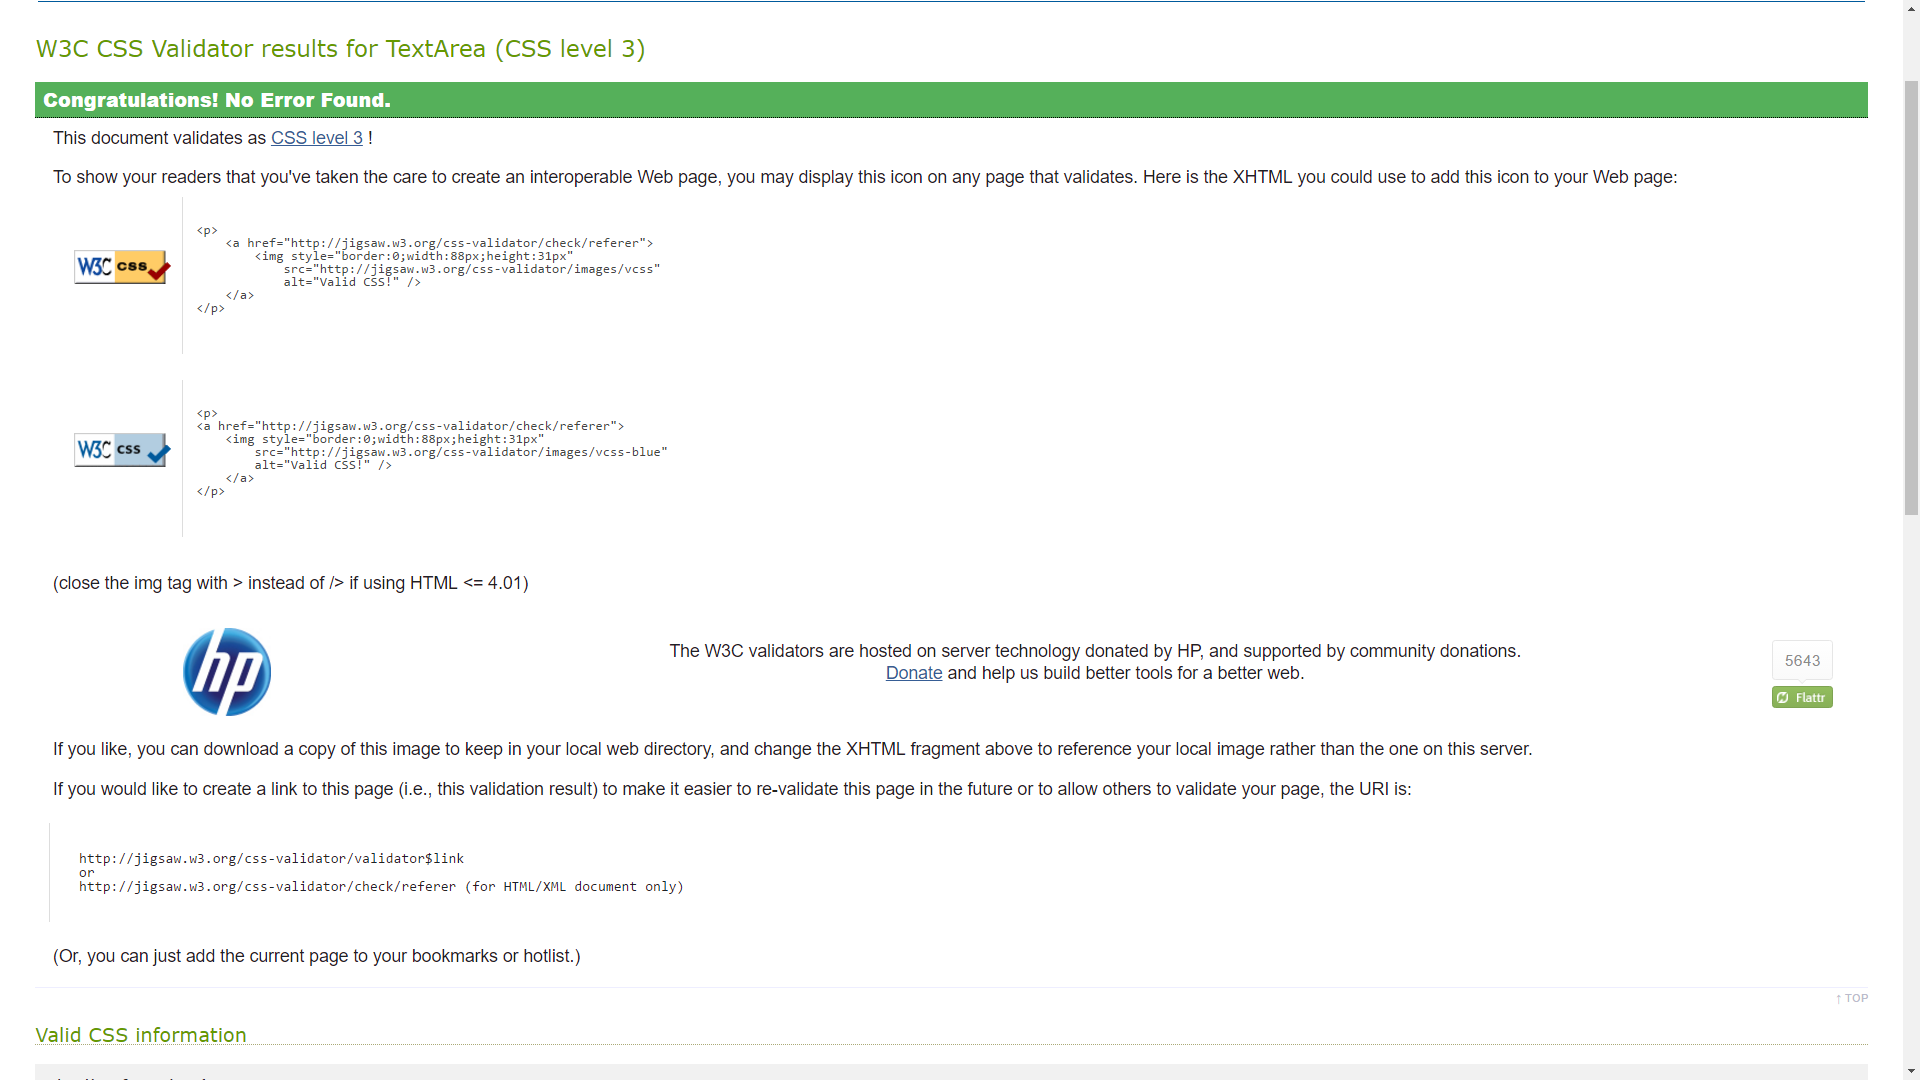 W3C CSS Validator results for TextArea (CSS level 3)
Congratulations! No Error Found.
This document validates as CSS level 3 !
To show your readers that you've taken the care to create an interoperable Web page, you may display this icon on any page that validates. Here is the XHTML you could use to add this icon to your Web page:
W3C css
<p>
    <a href="http://jigsaw.w3.org/css-validator/check/referer">
        <img style="border:0;width:88px;height:31px"
            src="http://jigsaw.w3.org/css-validator/images/vcss"
            alt="Valid CSS!" />
    </a>
</p>
W3C css
<p>
<a href="http://jigsaw.w3.org/css-validator/check/referer">
    <img style="border:0;width:88px;height:31px"
        src="http://jigsaw.w3.org/css-validator/images/vcss-blue"
        alt="Valid CSS!" />
    </a>
</p>
(close the img tag with > instead of /> if using HTML <= 4.01)
hp
The W3C validators are hosted on server technology donated by HP, and supported by community donations.
Donate and help us build better tools for a better web.
5643
Flattr
If you like, you can download a copy of this image to keep in your local web directory, and change the XHTML fragment above to reference your local image rather than the one on this server.
If you would like to create a link to this page (i.e., this validation result) to make it easier to re-validate this page in the future or to allow others to validate your page, the URI is:
http://jigsaw.w3.org/css-validator/validator$link
or
http://jigsaw.w3.org/css-validator/check/referer (for HTML/XML document only)
(Or, you can just add the current page to your bookmarks or hotlist.)
↑ TOP
Valid CSS information